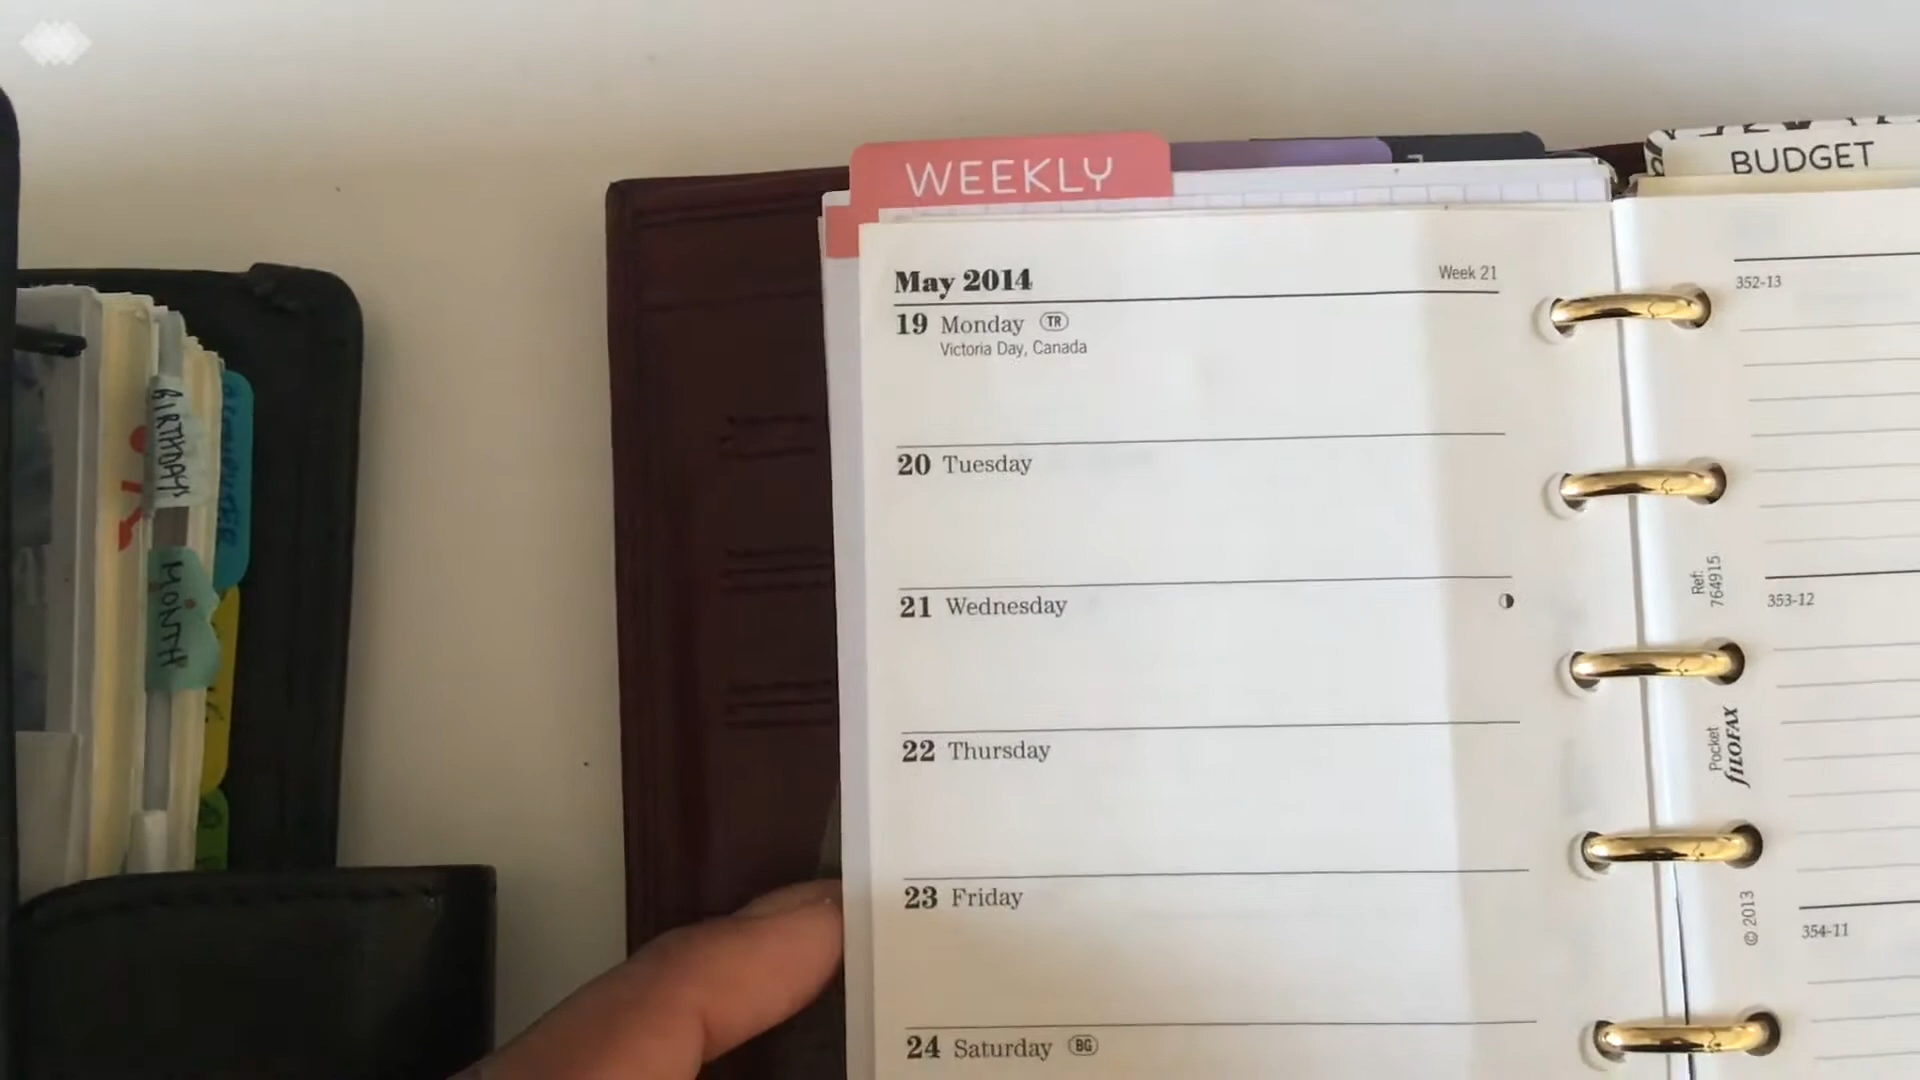 WEEKLY
BUDGET
May 2014
Week 21
19 Monday TR
Victoria Day, Canada
20 Tuesday
21 Wednesday
22 Thursday
23 Friday
24 Saturday BG
352-13
353-12
354-11
Ref:
764915
Pocket
fILOFAX
© 2013
BIRTHDAYS
MONTH